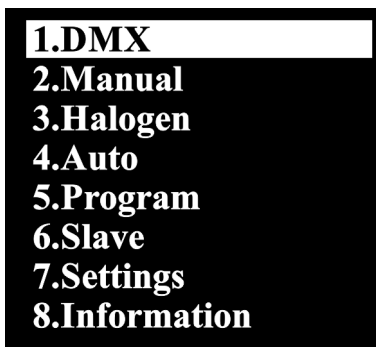 1.DMX
2.Manual
3.Halogen
4.Auto
5.Program
6.Slave
7.Settings
8.Information